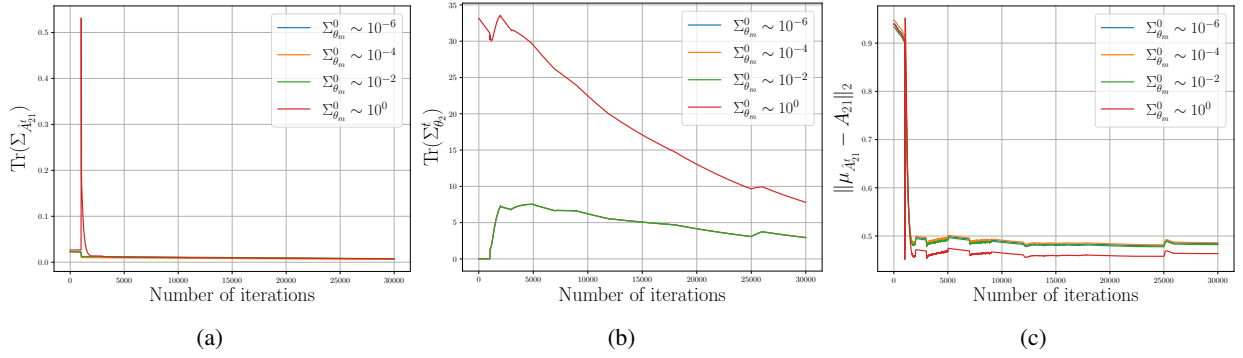 Tr(Σ_{Â^t_{21}})
0.5
0.4
0.3
0.2
0.1
0.0
Σ^0_{θ_m} ∼ 10^{-6}
Σ^0_{θ_m} ∼ 10^{-4}
Σ^0_{θ_m} ∼ 10^{-2}
Σ^0_{θ_m} ∼ 10^0
0 5000 10000 15000 20000 25000 30000
Number of iterations
(a)
Tr(Σ^t_{θ_2})
35
30
25
20
15
10
5
0
Σ^0_{θ_m} ∼ 10^{-6}
Σ^0_{θ_m} ∼ 10^{-4}
Σ^0_{θ_m} ∼ 10^{-2}
Σ^0_{θ_m} ∼ 10^0
0 5000 10000 15000 20000 25000 30000
Number of iterations
(b)
||μ_{Â^t_{21}} − A_{21}||_2
0.9
0.8
0.7
0.6
0.5
0.4
Σ^0_{θ_m} ∼ 10^{-6}
Σ^0_{θ_m} ∼ 10^{-4}
Σ^0_{θ_m} ∼ 10^{-2}
Σ^0_{θ_m} ∼ 10^0
0 5000 10000 15000 20000 25000 30000
Number of iterations
(c)